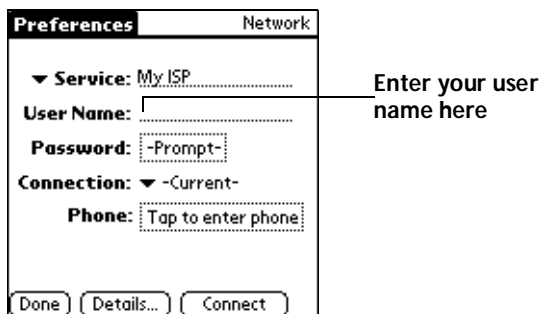 Preferences Network
Service: My ISP
User Name:
Password: -Prompt-
Connection: -Current-
Phone: Tap to enter phone
Done Details... Connect
Enter your user
name here